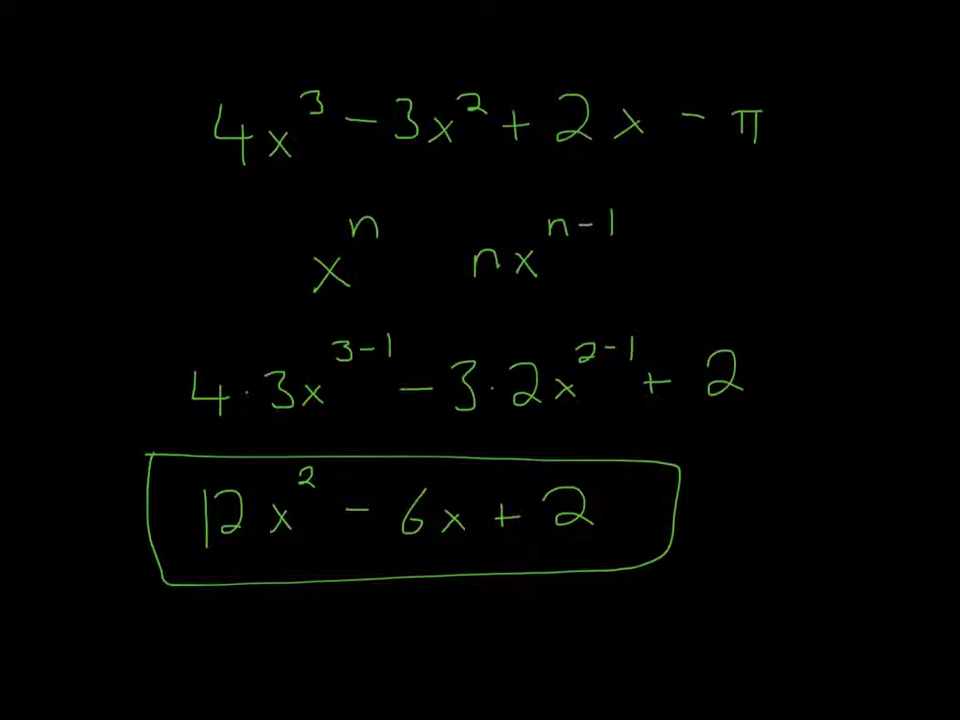 4x³ − 3x² + 2x − π
xⁿ nxⁿ⁻¹
4·3x³⁻¹ − 3·2x²⁻¹ + 2
12x² − 6x + 2